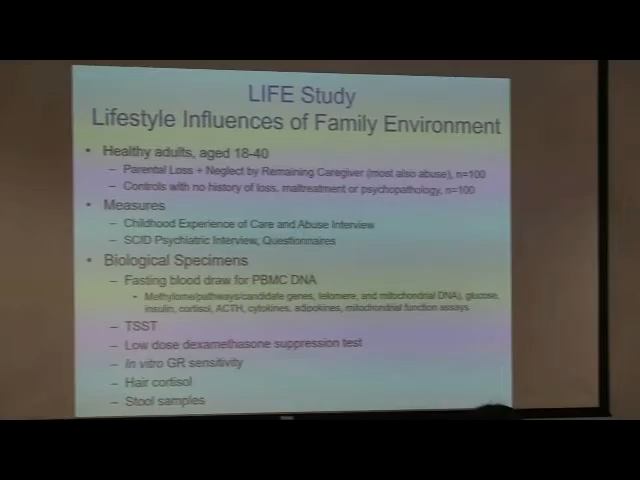 LIFE Study
Lifestyle Influences of Family Environment
• Healthy adults, aged 18-40
– Parental Loss + Neglect by Remaining Caregiver (most also abuse), n=100
– Controls with no history of loss, maltreatment or psychopathology, n=100
• Measures
– Childhood Experience of Care and Abuse Interview
– SCID Psychiatric Interview, Questionnaires
• Biological Specimens
– Fasting blood draw for PBMC DNA
• Methylome/pathways/candidate genes, telomere, and mitochondrial DNA), glucose,
insulin, cortisol, ACTH, cytokines, adipokines, mitochondrial function assays
– TSST
– Low dose dexamethasone suppression test
– In vitro GR sensitivity
– Hair cortisol
– Stool samples